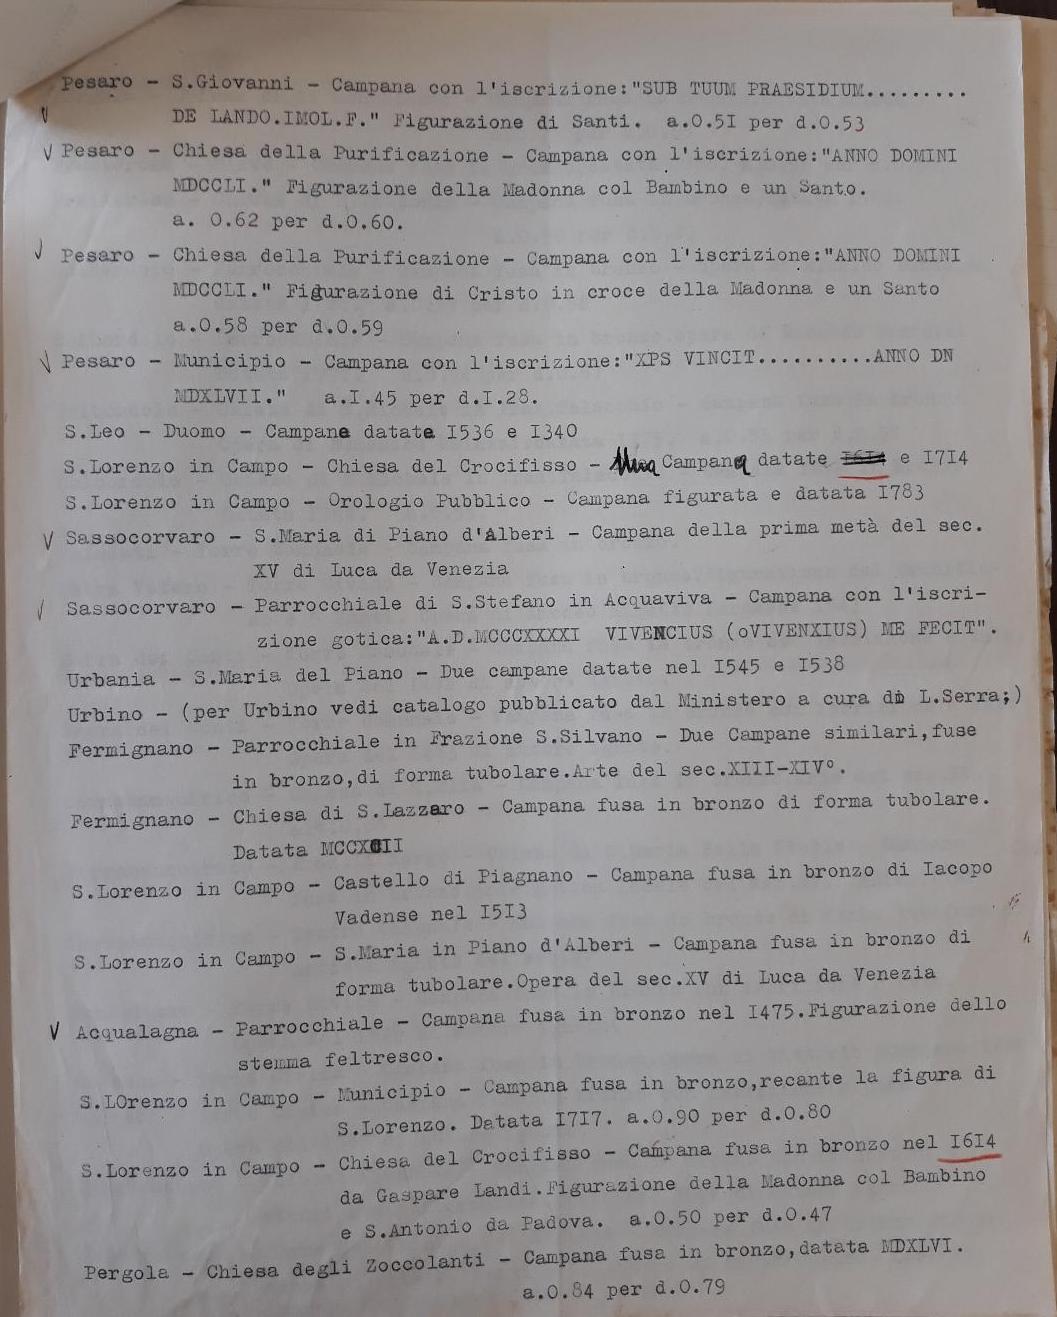 Pesaro - S.Giovanni - Campana con l'iscrizione:"SUB TUUM PRAESIDIUM.........
DE LANDO.IMOL.F." Figurazione di Santi. a.0.5I per d.0.53
Pesaro - Chiesa della Purificazione - Campana con l'iscrizione:"ANNO DOMINI
MDCCLI." Figurazione della Madonna col Bambino e un Santo.
a. 0.62 per d.0.60.
Pesaro - Chiesa della Purificazione - Campana con l'iscrizione:"ANNO DOMINI
MDCCLI." Figurazione di Cristo in croce della Madonna e un Santo
a.0.58 per d.0.59
Pesaro - Municipio - Campana con l'iscrizione:"XPS VINCIT..........ANNO DN
MDXLVII." a.I.45 per d.I.28.
S.Leo - Duomo - Campane datate I536 e I340
S.Lorenzo in Campo - Chiesa del Crocifisso - Campana datate I6I4 e I7I4
S.Lorenzo in Campo - Orologio Pubblico - Campana figurata e datata I783
Sassocorvaro - S.Maria di Piano d'Alberi - Campana della prima metà del sec.
XV di Luca da Venezia
Sassocorvaro - Parrocchiale di S.Stefano in Acquaviva - Campana con l'iscri-
zione gotica:"A.D.MCCCXXXXI VIVENCIUS (oVIVENXIUS) ME FECIT".
Urbania - S.Maria del Piano - Due campane datate nel I545 e I538
Urbino - (per Urbino vedi catalogo pubblicato dal Ministero a cura di L.Serra;)
Fermignano - Parrocchiale in Frazione S.Silvano - Due Campane similari,fuse
in bronzo,di forma tubolare.Arte del sec.XIII-XIV°.
Fermignano - Chiesa di S.Lazzaro - Campana fusa in bronzo di forma tubolare.
Datata MCCXCII
S.Lorenzo in Campo - Castello di Piagnano - Campana fusa in bronzo di Iacopo
Vadense nel I5I3
S.Lorenzo in Campo - S.Maria in Piano d'Alberi - Campana fusa in bronzo di
forma tubolare.Opera del sec.XV di Luca da Venezia
Acqualagna - Parrocchiale - Campana fusa in bronzo nel I475.Figurazione dello
stemma feltresco.
S.LOrenzo in Campo - Municipio - Campana fusa in bronzo,recante la figura di
S.Lorenzo. Datata I7I7. a.0.90 per d.0.80
S.Lorenzo in Campo - Chiesa del Crocifisso - Campana fusa in bronzo nel I6I4
da Gaspare Landi.Figurazione della Madonna col Bambino
e S.Antonio da Padova. a.0.50 per d.0.47
Pergola - Chiesa degli Zoccolanti - Campana fusa in bronzo,datata MDXLVI.
a.0.84 per d.0.79